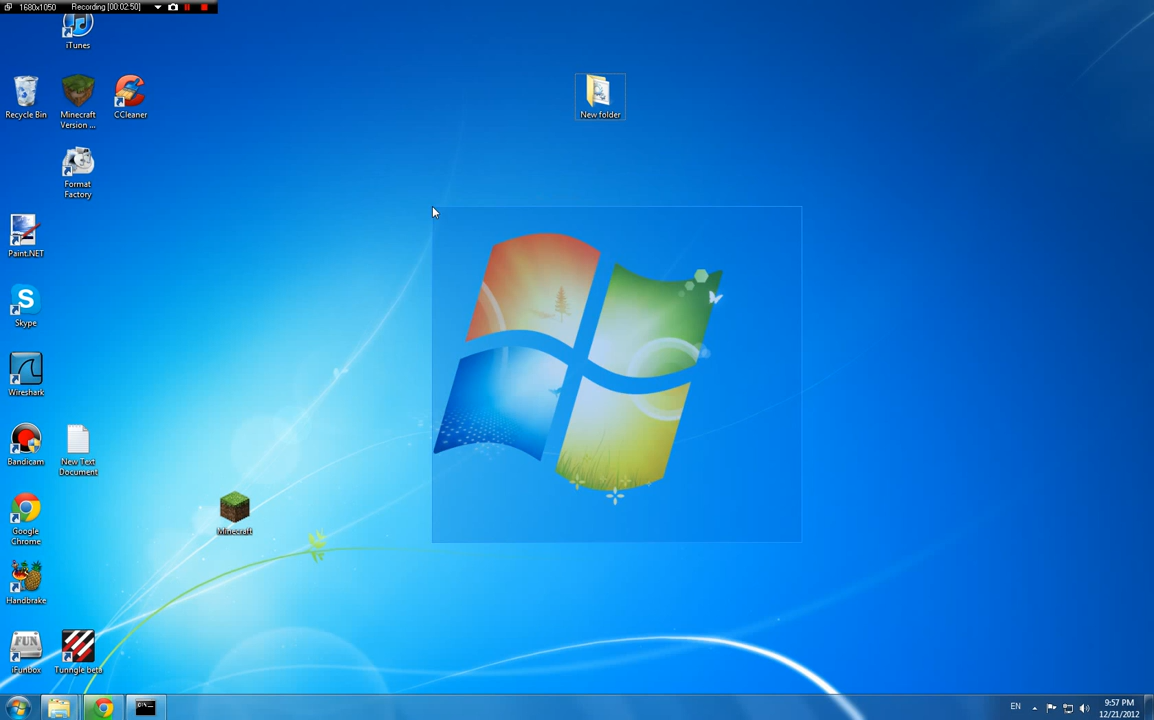 1680x1050 Recording [00:02:50]
iTunes
Recycle Bin
Minecraft
Version ...
CCleaner
New folder
Format
Factory
Paint.NET
Skype
Wireshark
Bandicam
New Text
Document
Google
Chrome
Minecraft
Handbrake
iFunbox
Tunngle beta
FUN
C:\.
EN
9:57 PM
12/21/2012